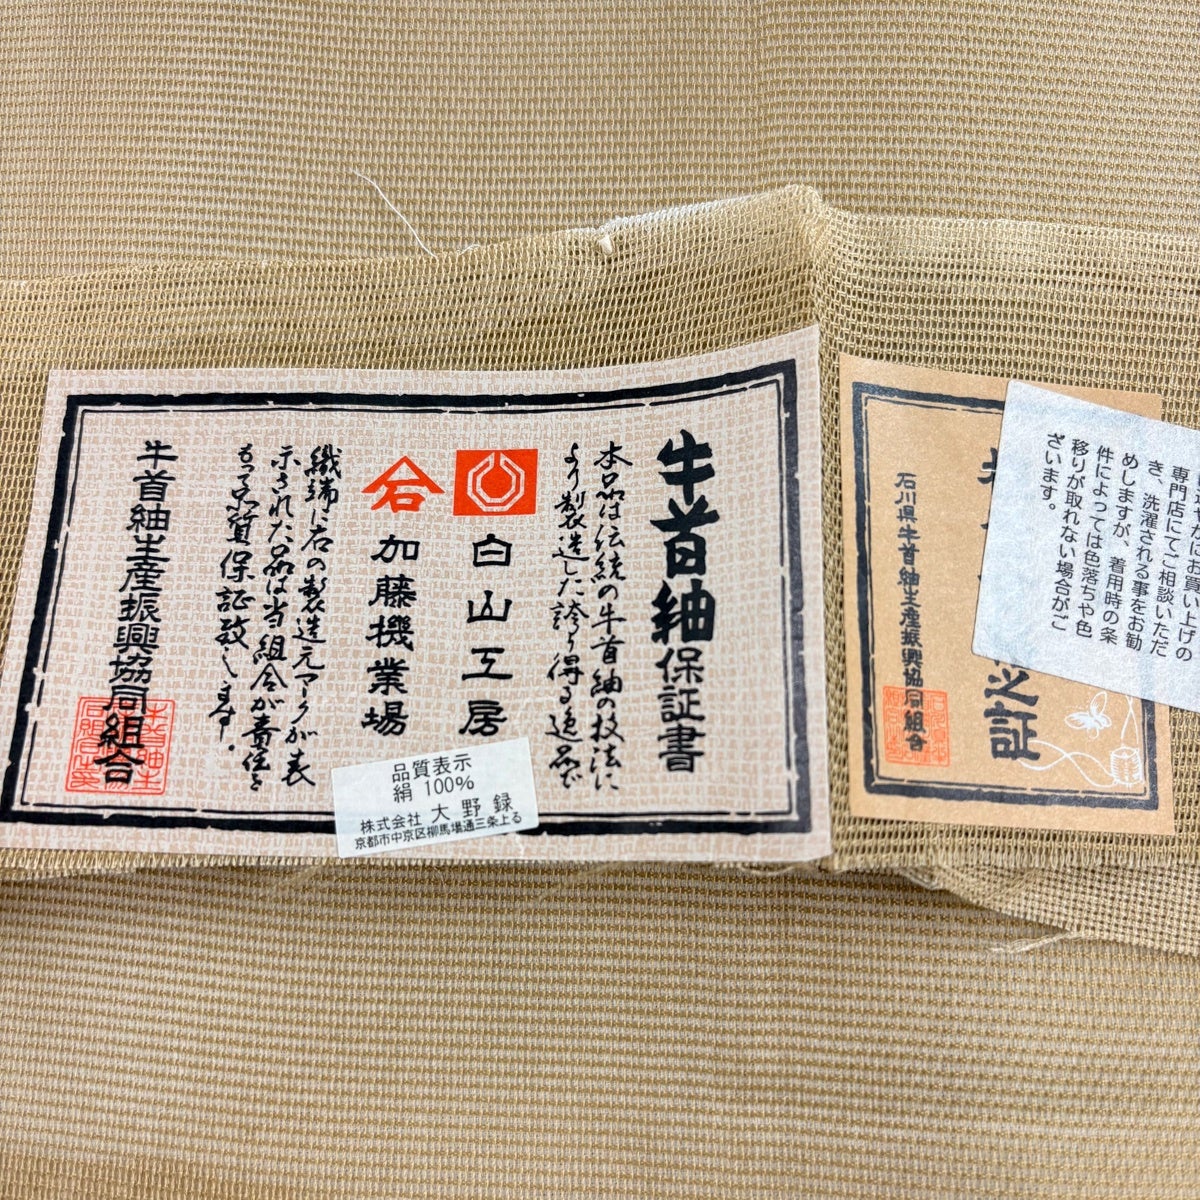 牛首紬保証書
本品は伝統の牛首紬の技法に
より製造した誇り得る逸品で
白山工房
石
加藤機業場
織端に右の製造元マークが表
示された品は当組合が責任を
もって品質保証致します。
牛首紬生産振興協同組合
品質表示
絹 100%
株式会社 大野録
京都市中京区柳馬場通三条上る
専門店にてご相談いただ
き、洗濯される事をお勧
めしますが、着用時の条
件によっては色落ちや色
移りが取れない場合がご
ざいます。
之証
石川県牛首紬生産振興協同組合